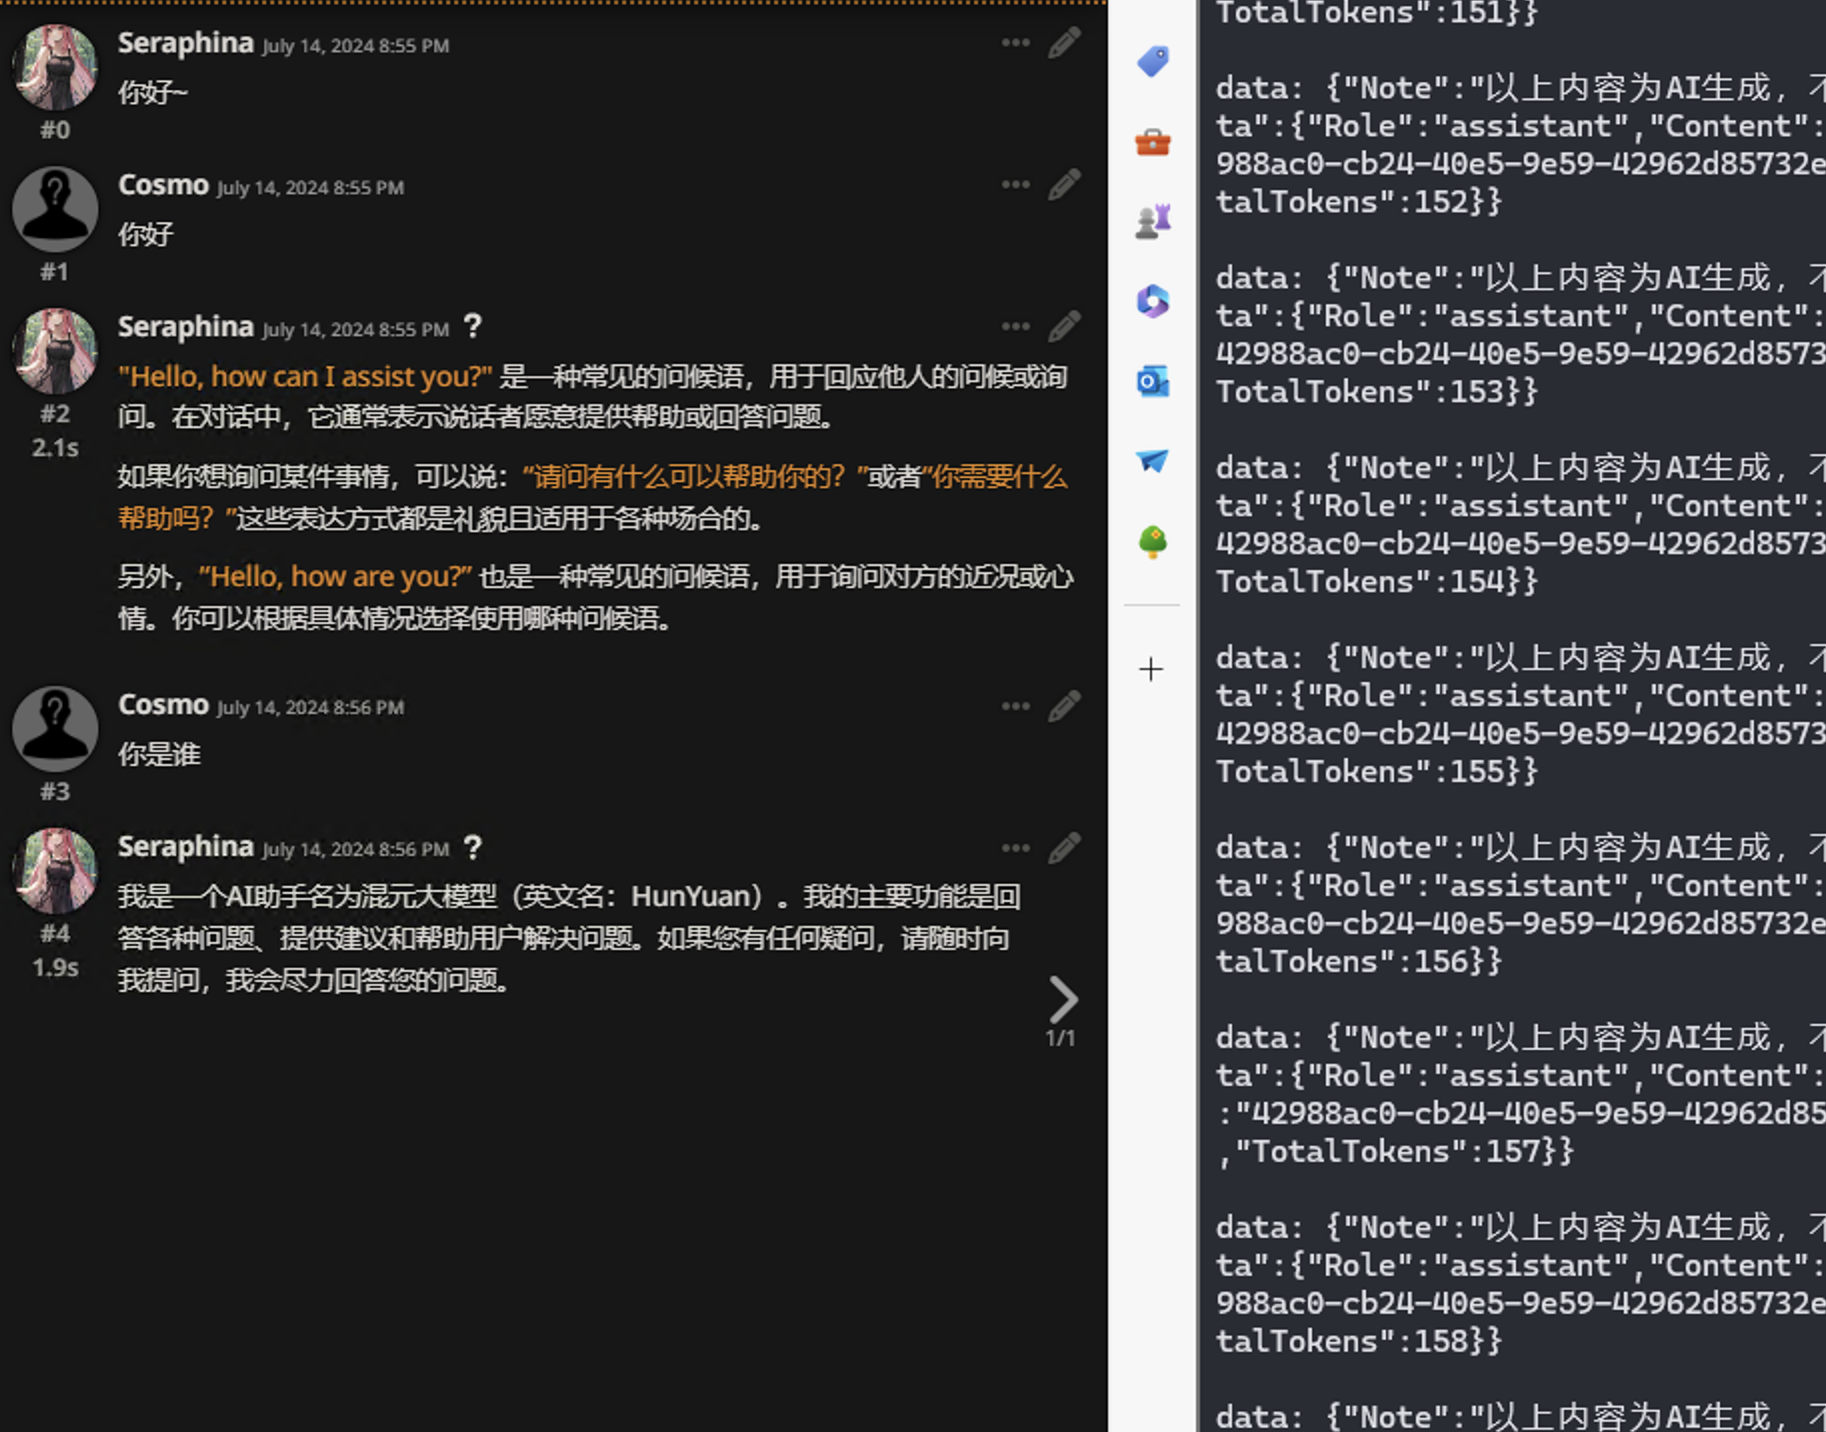 Seraphina July 14, 2024 8:55 PM
你好~
#0
Cosmo July 14, 2024 8:55 PM
你好
#1
Seraphina July 14, 2024 8:55 PM ?
"Hello, how can I assist you?" 是一种常见的问候语，用于回应他人的问候或询
问。在对话中，它通常表示说话者愿意提供帮助或回答问题。
#2
2.1s
如果你想询问某件事情，可以说：“请问有什么可以帮助你的？”或者“你需要什么
帮助吗？”这些表达方式都是礼貌且适用于各种场合的。
另外，“Hello, how are you?” 也是一种常见的问候语，用于询问对方的近况或心
情。你可以根据具体情况选择使用哪种问候语。
Cosmo July 14, 2024 8:56 PM
你是谁
#3
Seraphina July 14, 2024 8:56 PM ?
我是一个AI助手名为混元大模型（英文名：HunYuan）。我的主要功能是回
答各种问题、提供建议和帮助用户解决问题。如果您有任何疑问，请随时向
我提问，我会尽力回答您的问题。
#4
1.9s
1/1
TotalTokens":151}}
data: {"Note":"以上内容为AI生成，不
ta":{"Role":"assistant","Content":
988ac0-cb24-40e5-9e59-42962d85732e
talTokens":152}}
data: {"Note":"以上内容为AI生成，不
ta":{"Role":"assistant","Content":
42988ac0-cb24-40e5-9e59-42962d8573
TotalTokens":153}}
data: {"Note":"以上内容为AI生成，不
ta":{"Role":"assistant","Content":
42988ac0-cb24-40e5-9e59-42962d8573
TotalTokens":154}}
data: {"Note":"以上内容为AI生成，不
ta":{"Role":"assistant","Content":
42988ac0-cb24-40e5-9e59-42962d8573
TotalTokens":155}}
data: {"Note":"以上内容为AI生成，不
ta":{"Role":"assistant","Content":
988ac0-cb24-40e5-9e59-42962d85732e
talTokens":156}}
data: {"Note":"以上内容为AI生成，不
ta":{"Role":"assistant","Content":
:"42988ac0-cb24-40e5-9e59-42962d85
,"TotalTokens":157}}
data: {"Note":"以上内容为AI生成，不
ta":{"Role":"assistant","Content":
988ac0-cb24-40e5-9e59-42962d85732e
talTokens":158}}
data: {"Note":"以上内容为AI生成，不